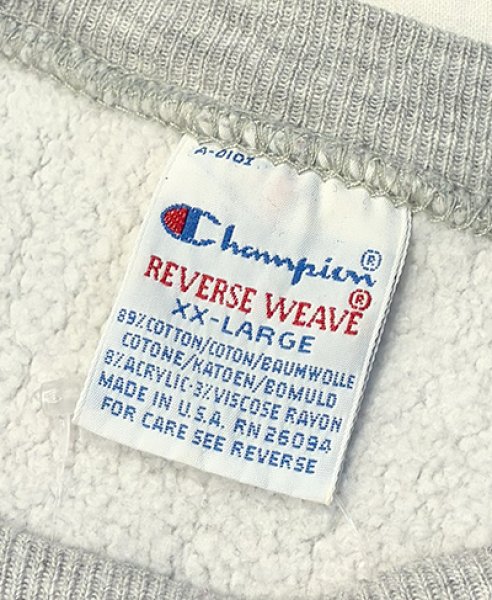 A-0101
Champion®
REVERSE WEAVE®
XX-LARGE
89% COTTON/COTON/BAUMWOLLE
COTONE/KATOEN/BOMULD
8% ACRYLIC-3% VISCOSE RAYON
MADE IN U.S.A. RN 26094
FOR CARE SEE REVERSE